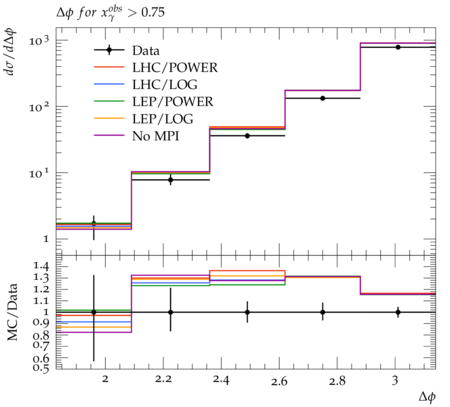 Δϕ for x_γ^obs > 0.75
dσ/dΔϕ
10³
10²
10¹
1
Data
LHC/POWER
LHC/LOG
LEP/POWER
LEP/LOG
No MPI
MC/Data
1.4
1.3
1.2
1.1
1
0.9
0.8
0.7
0.6
0.5
2 2.2 2.4 2.6 2.8 3
Δϕ